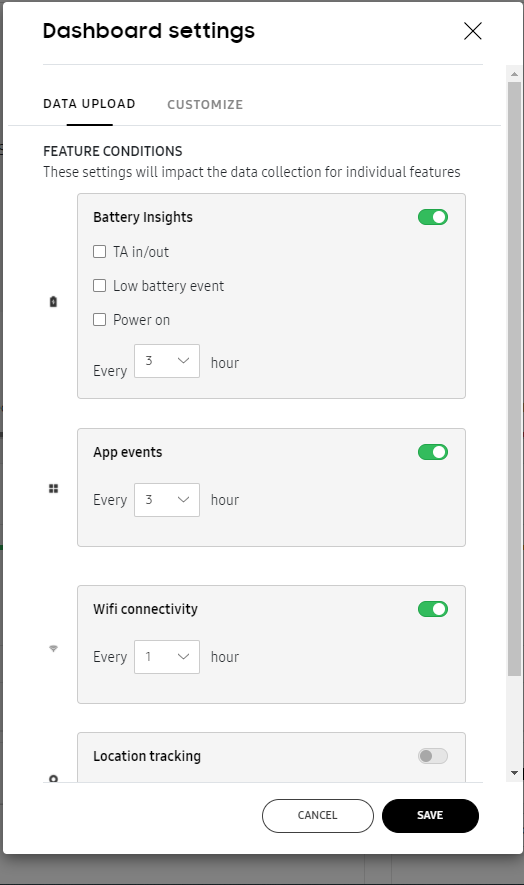 Dashboard settings
DATA UPLOAD CUSTOMIZE
FEATURE CONDITIONS
These settings will impact the data collection for individual features
Battery Insights
TA in/out
Low battery event
Power on
Every 3 hour
App events
Every 3 hour
Wifi connectivity
Every 1 hour
Location tracking
CANCEL SAVE